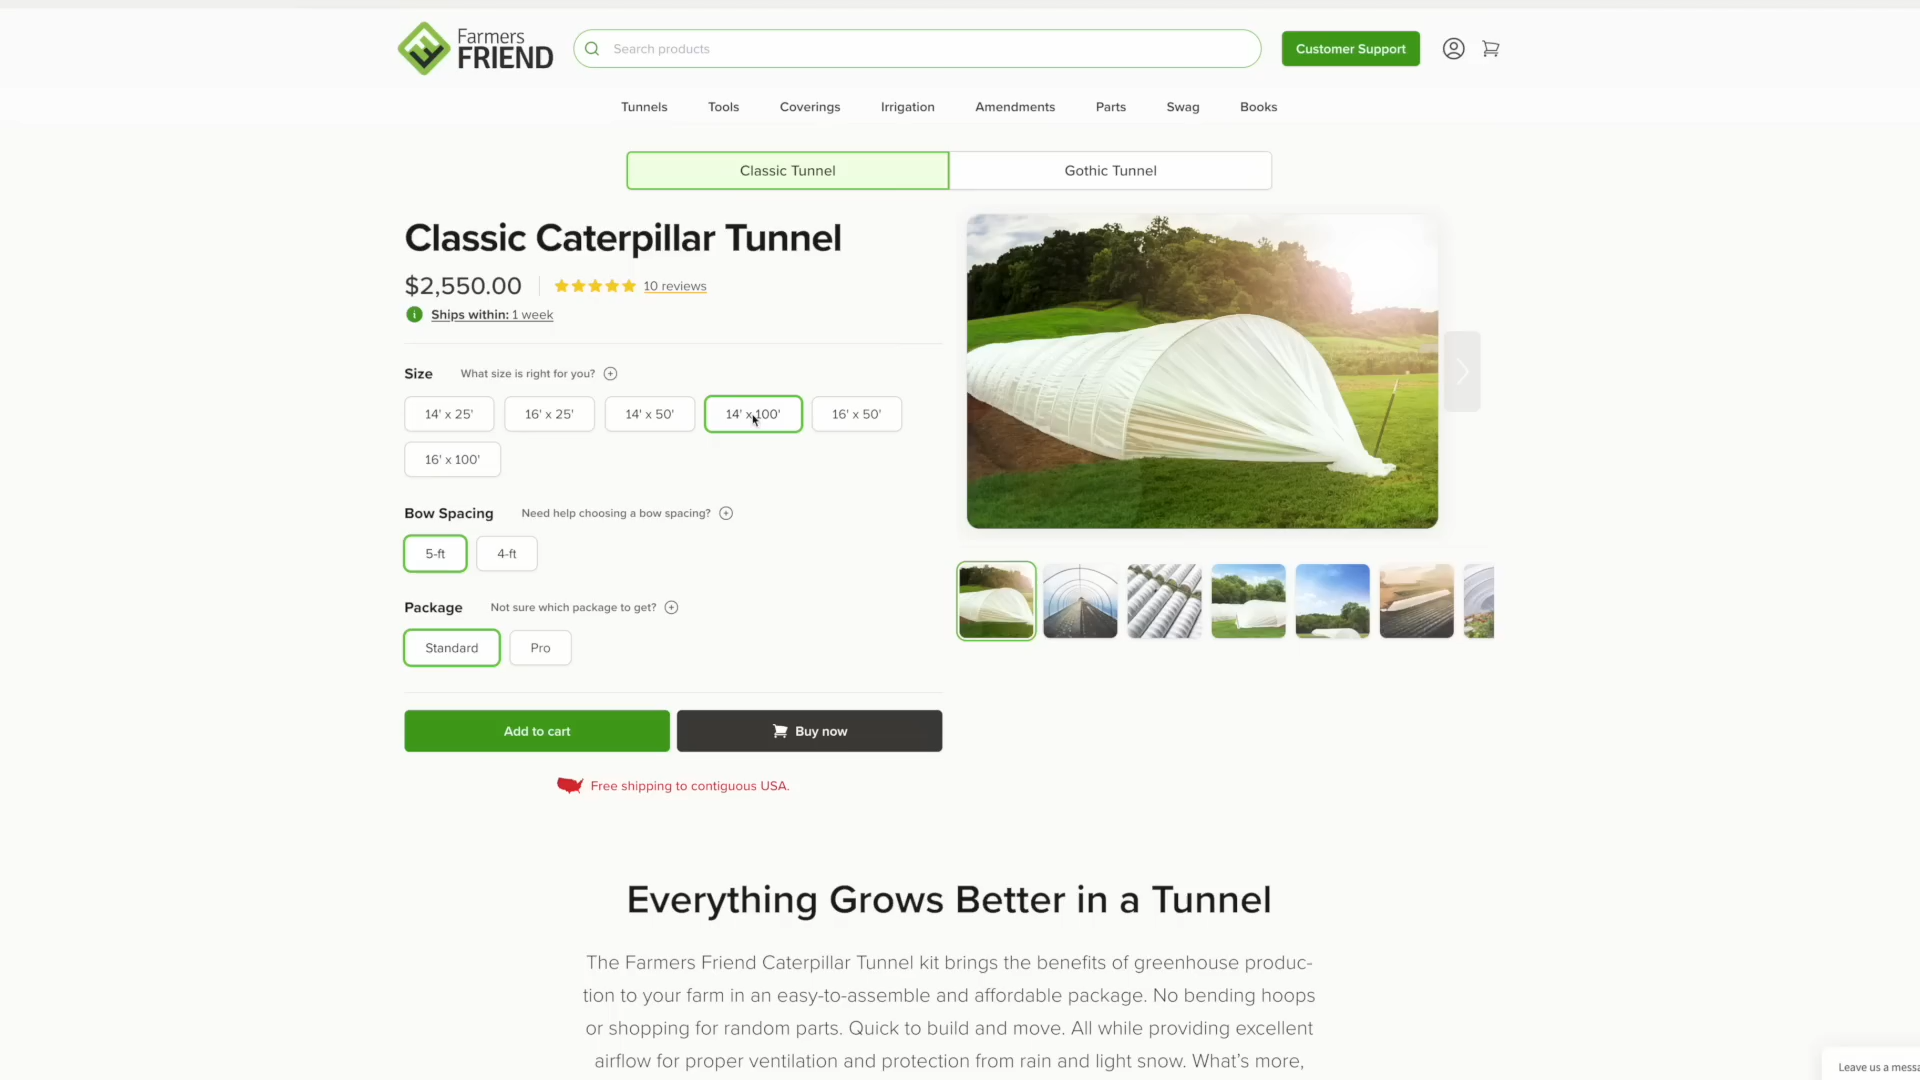 Farmers
FRIEND
Search products
Customer Support
Tunnels
Tools
Coverings
Irrigation
Amendments
Parts
Swag
Books
Classic Tunnel
Gothic Tunnel
Classic Caterpillar Tunnel
$2,550.00
10 reviews
Ships within: 1 week
Size
What size is right for you?
14' x 25'
16' x 25'
14' x 50'
14' x 100'
16' x 50'
16' x 100'
Bow Spacing
Need help choosing a bow spacing?
5-ft
4-ft
Package
Not sure which package to get?
Standard
Pro
Add to cart
Buy now
Free shipping to contiguous USA.
Everything Grows Better in a Tunnel
The Farmers Friend Caterpillar Tunnel kit brings the benefits of greenhouse produc-
tion to your farm in an easy-to-assemble and affordable package. No bending hoops
or shopping for random parts. Quick to build and move. All while providing excellent
airflow for proper ventilation and protection from rain and light snow. What's more,
Leave us a messa